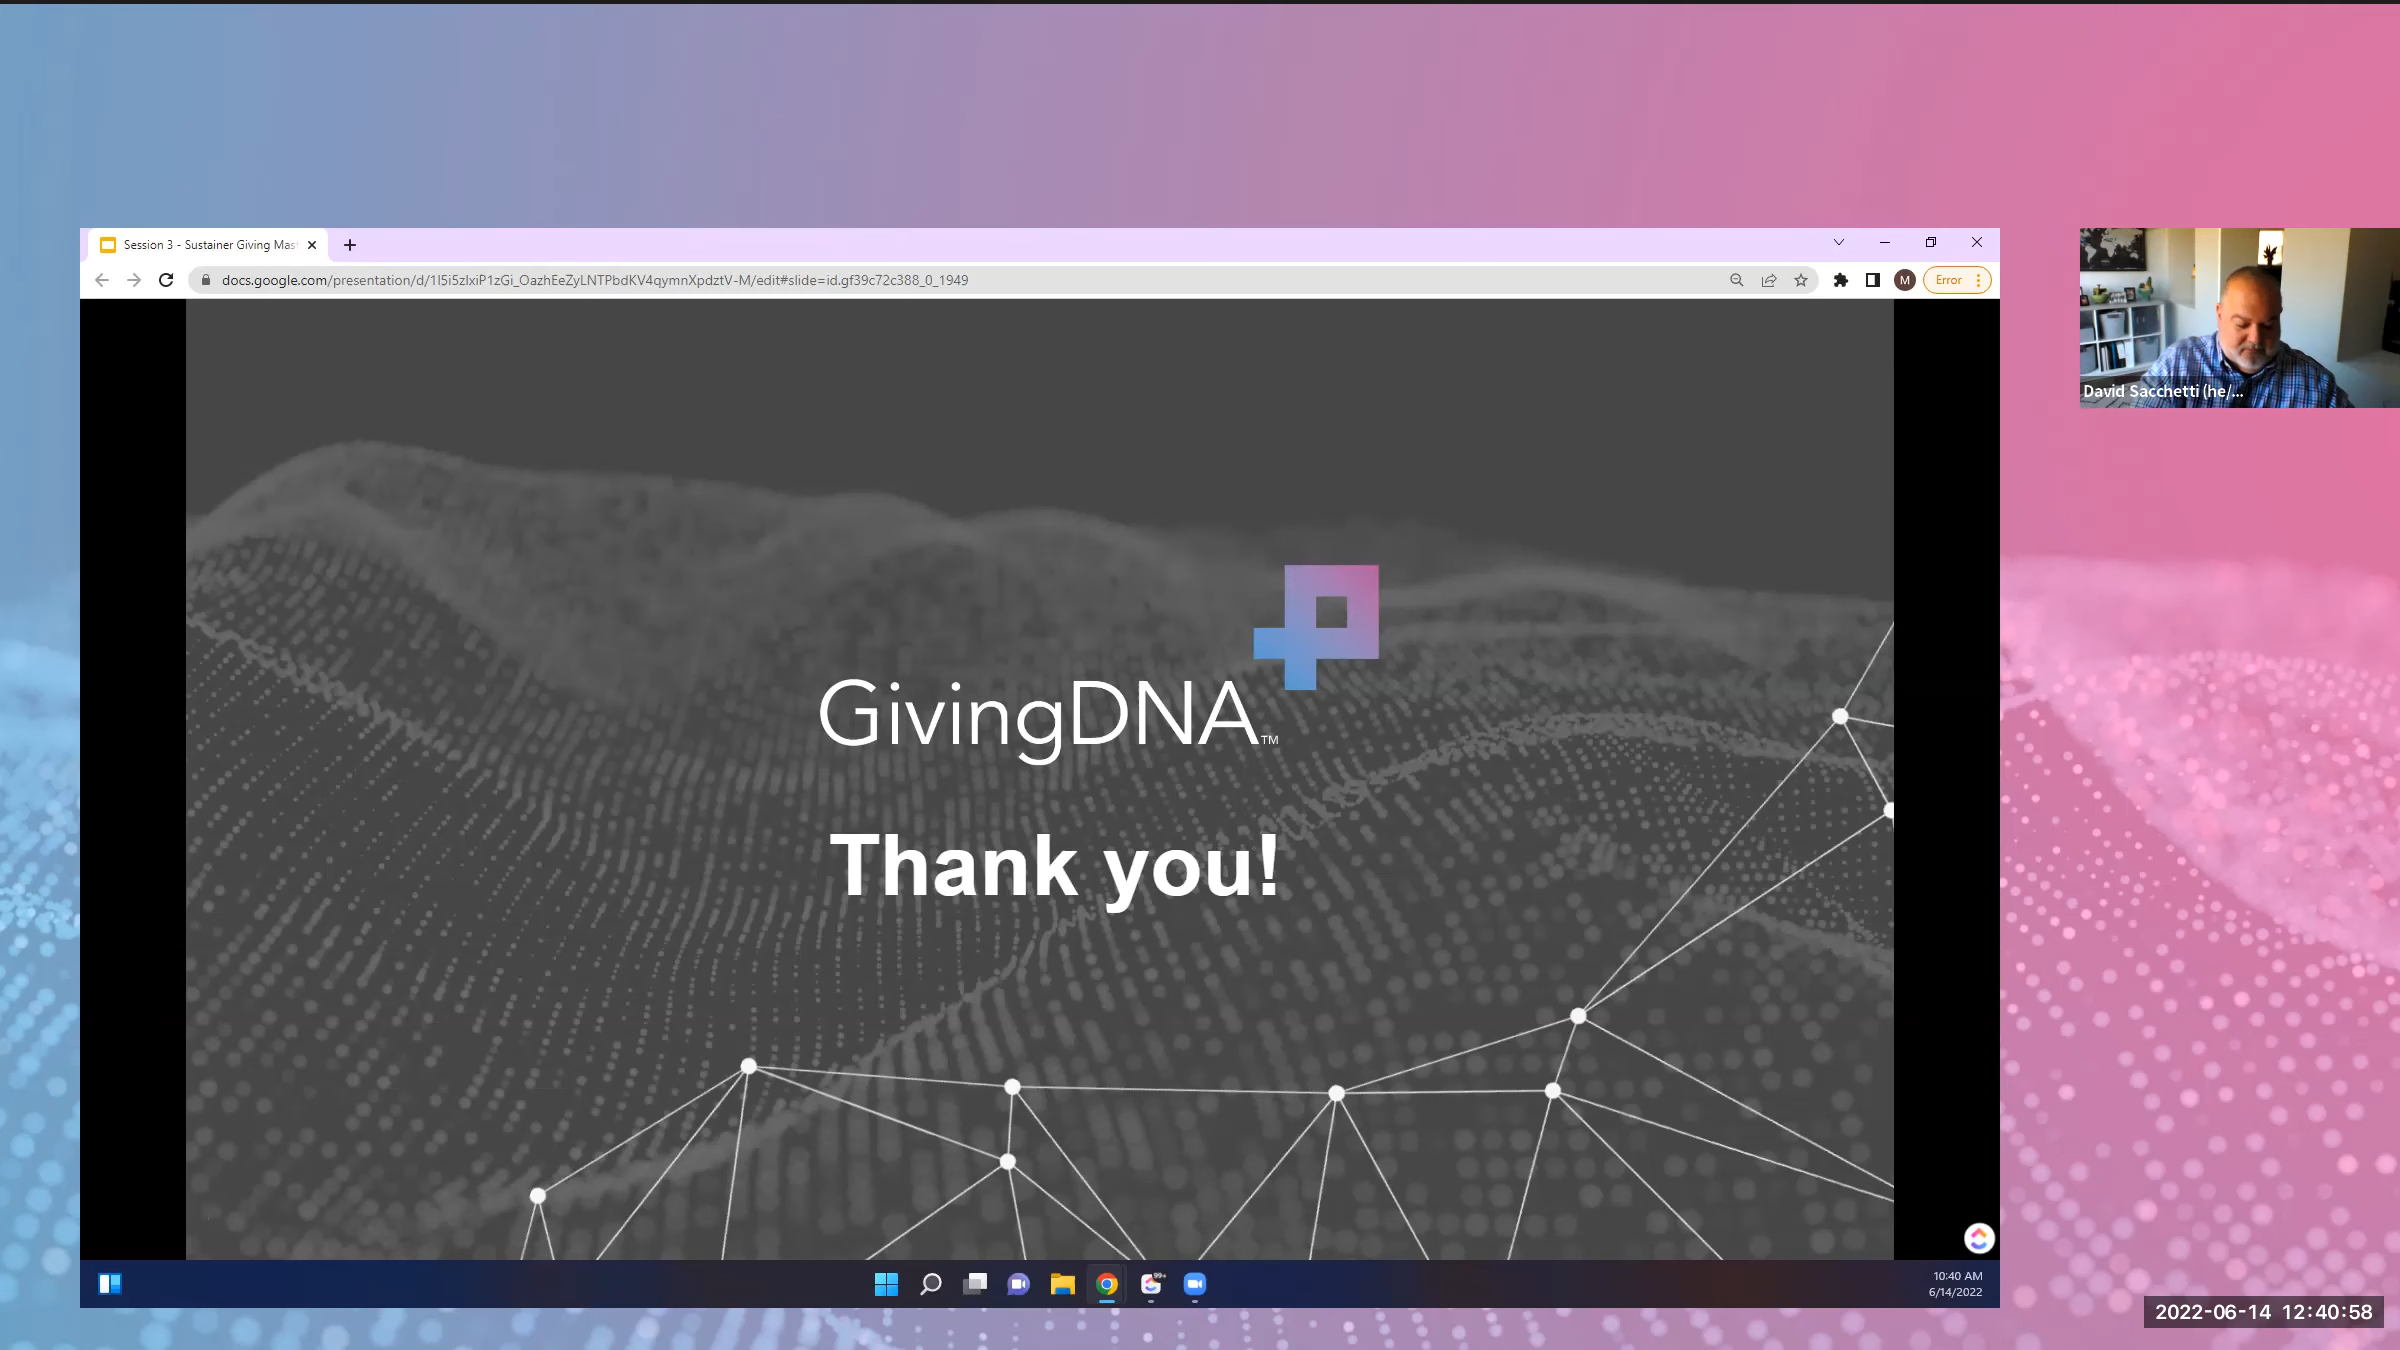 Session 3 - Sustainer Giving Mas
docs.google.com/presentation/d/1I5i5zlxiP1zGi_OazhEeZyLNTPbdKV4qymnXpdztV-M/edit#slide=id.gf39c72c388_0_1949
M
Error
David Sacchetti (he/...
GivingDNA™
Thank you!
99+
10:40 AM
6/14/2022
2022-06-14 12:40:58